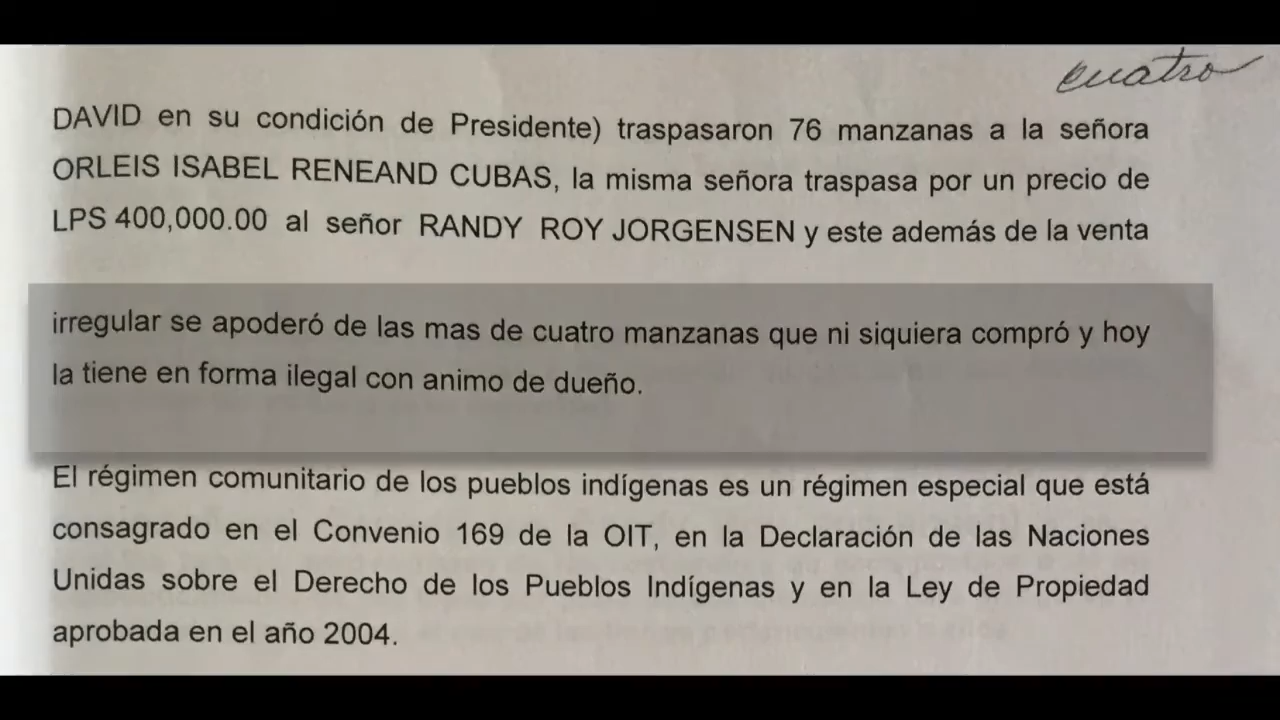 cuatro
DAVID en su condición de Presidente) traspasaron 76 manzanas a la señora
ORLEIS ISABEL RENEAND CUBAS, la misma señora traspasa por un precio de
LPS 400,000.00 al señor RANDY ROY JORGENSEN y este además de la venta
irregular se apoderó de las mas de cuatro manzanas que ni siquiera compró y hoy
la tiene en forma ilegal con animo de dueño.
El régimen comunitario de los pueblos indígenas es un régimen especial que está
consagrado en el Convenio 169 de la OIT, en la Declaración de las Naciones
Unidas sobre el Derecho de los Pueblos Indígenas y en la Ley de Propiedad
aprobada en el año 2004.